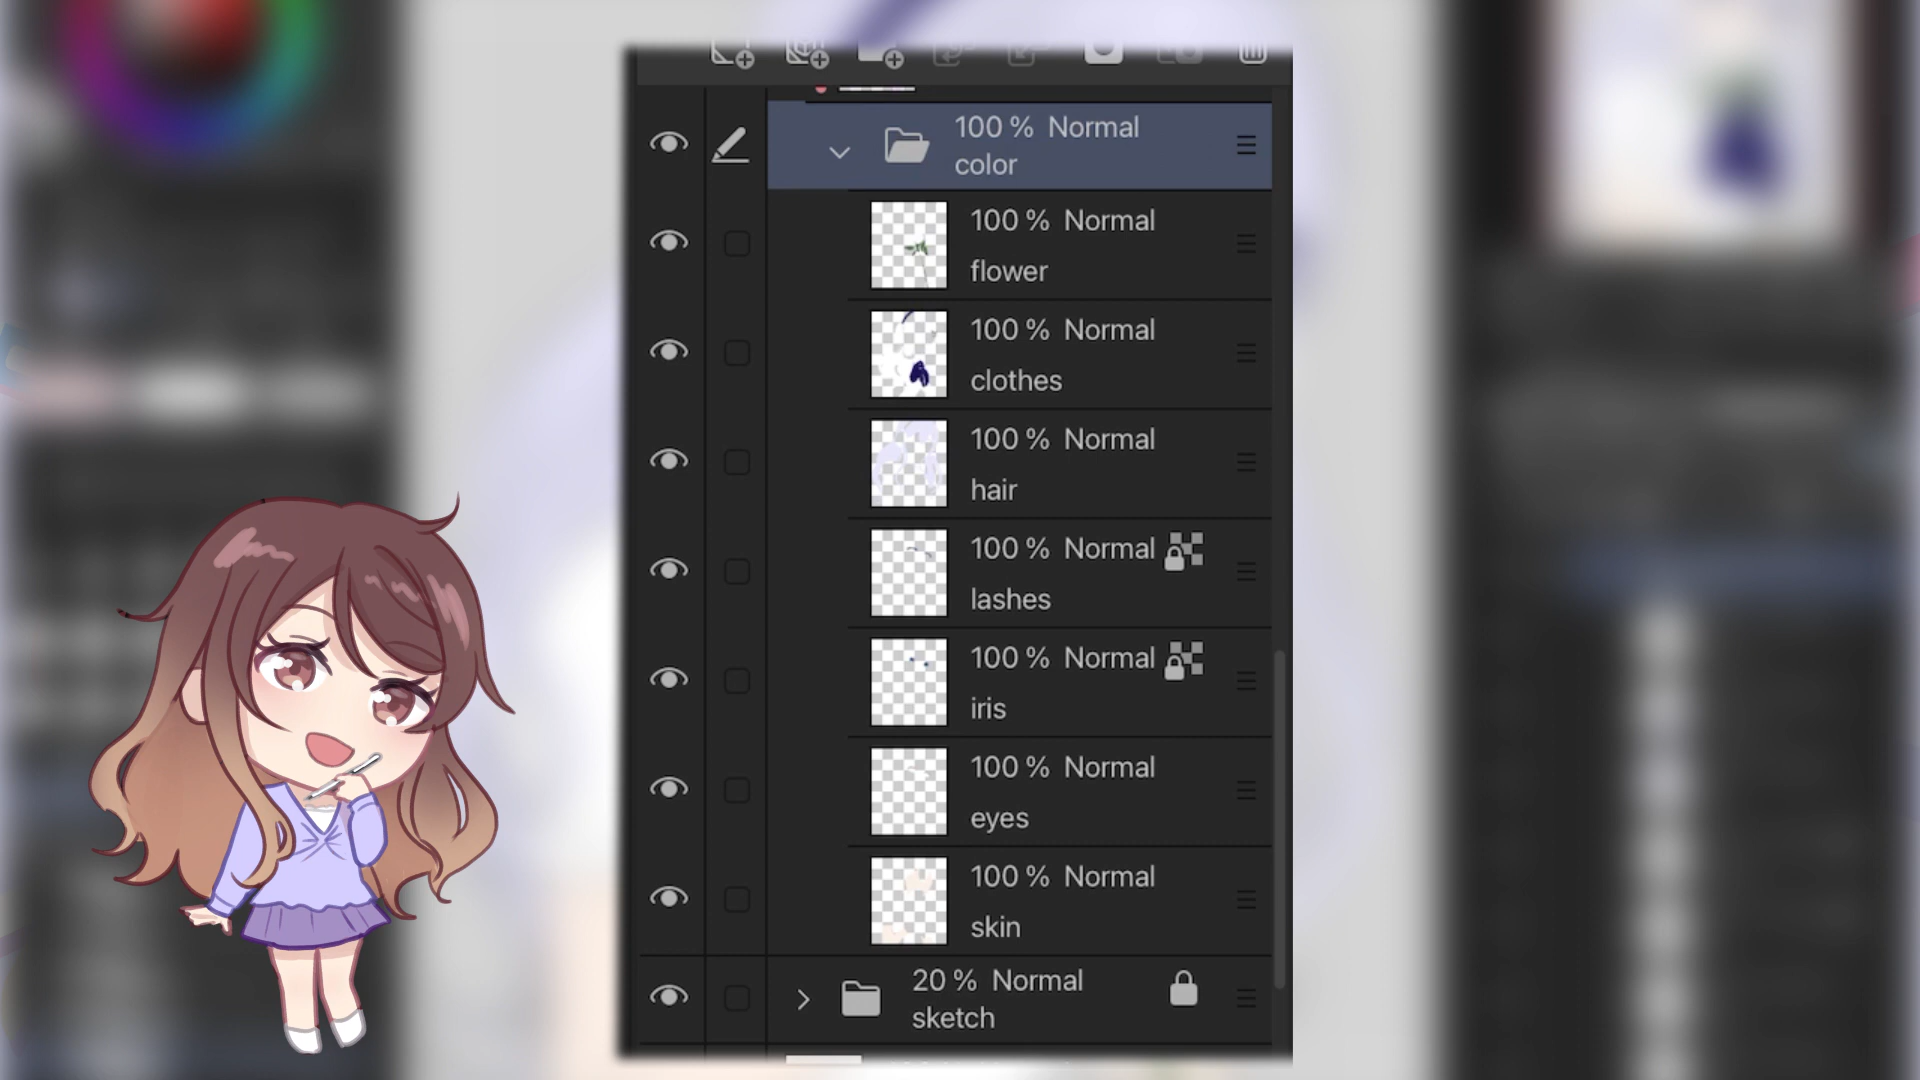 100 % Normal
color
100 % Normal
flower
100 % Normal
clothes
100 % Normal
hair
100 % Normal
lashes
100 % Normal
iris
100 % Normal
eyes
100 % Normal
skin
20 % Normal
sketch